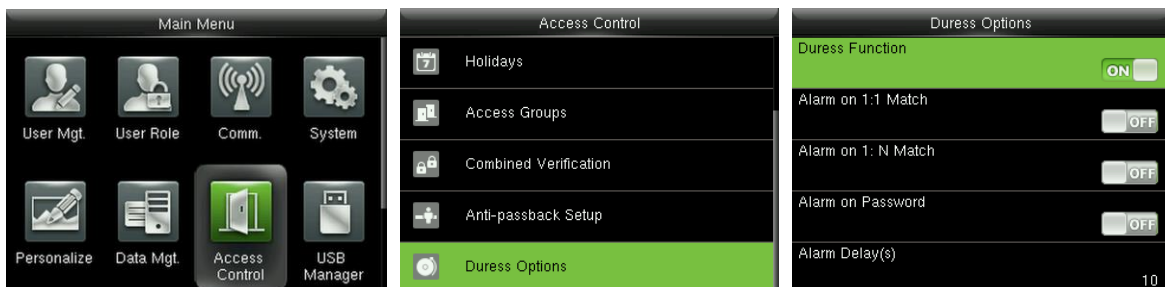 Main Menu
User Mgt.
User Role
Comm.
System
Personalize
Data Mgt.
Access
Control
USB
Manager
Access Control
7
Holidays
Access Groups
Combined Verification
Anti-passback Setup
Duress Options
Duress Options
Duress Function
ON
Alarm on 1:1 Match
OFF
Alarm on 1: N Match
OFF
Alarm on Password
OFF
Alarm Delay(s)
10